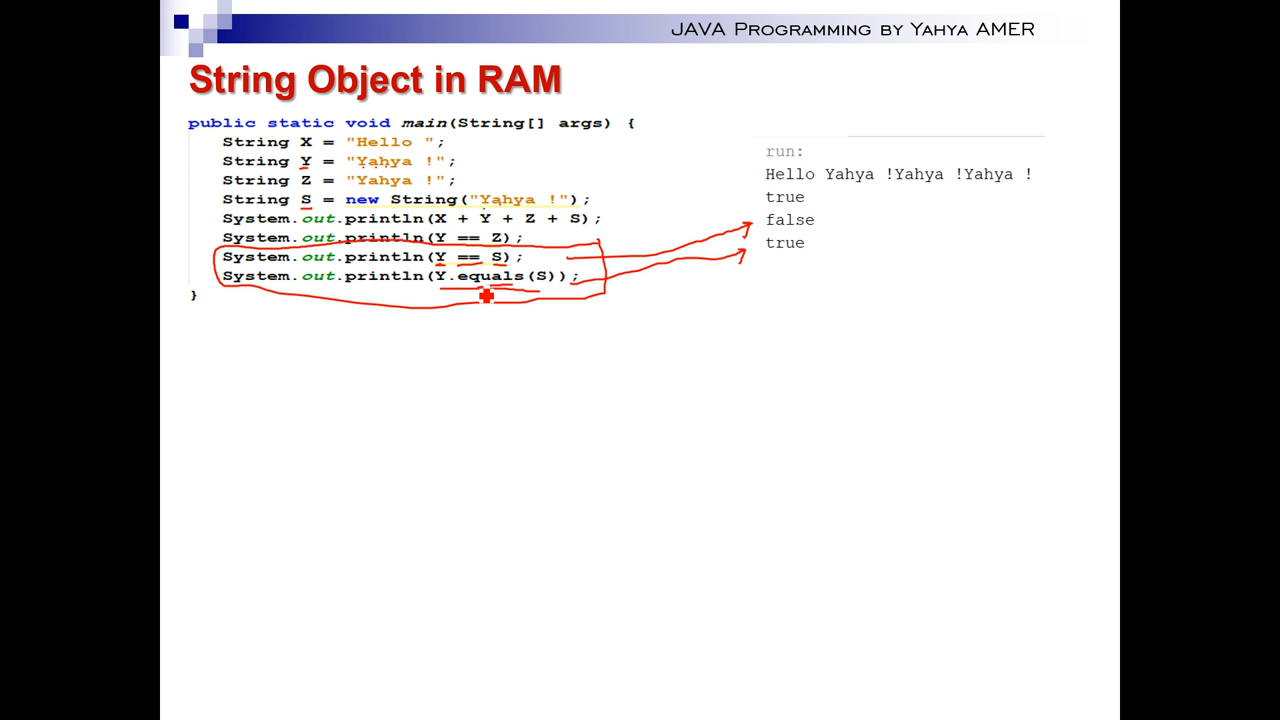 JAVA Programming by Yahya AMER
String Object in RAM
public static void main(String[] args) {
String X = "Hello ";
String Y = "Yahya !";
String Z = "Yahya !";
String S = new String("Yahya !");
System.out.println(X + Y + Z + S);
System.out.println(Y == Z);
System.out.println(Y == S);
System.out.println(Y.equals(S));
}
run:
Hello Yahya !Yahya !Yahya !
true
false
true